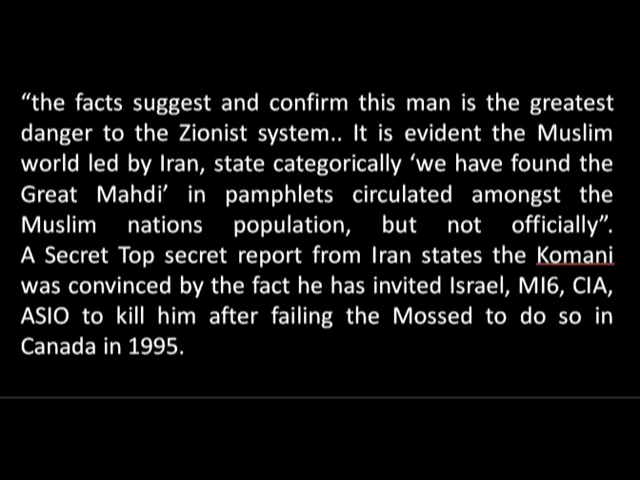 “the facts suggest and confirm this man is the greatest
danger to the Zionist system.. It is evident the Muslim
world led by Iran, state categorically ‘we have found the
Great Mahdi’ in pamphlets circulated amongst the
Muslim nations population, but not officially”.
A Secret Top secret report from Iran states the Komani
was convinced by the fact he has invited Israel, MI6, CIA,
ASIO to kill him after failing the Mossed to do so in
Canada in 1995.